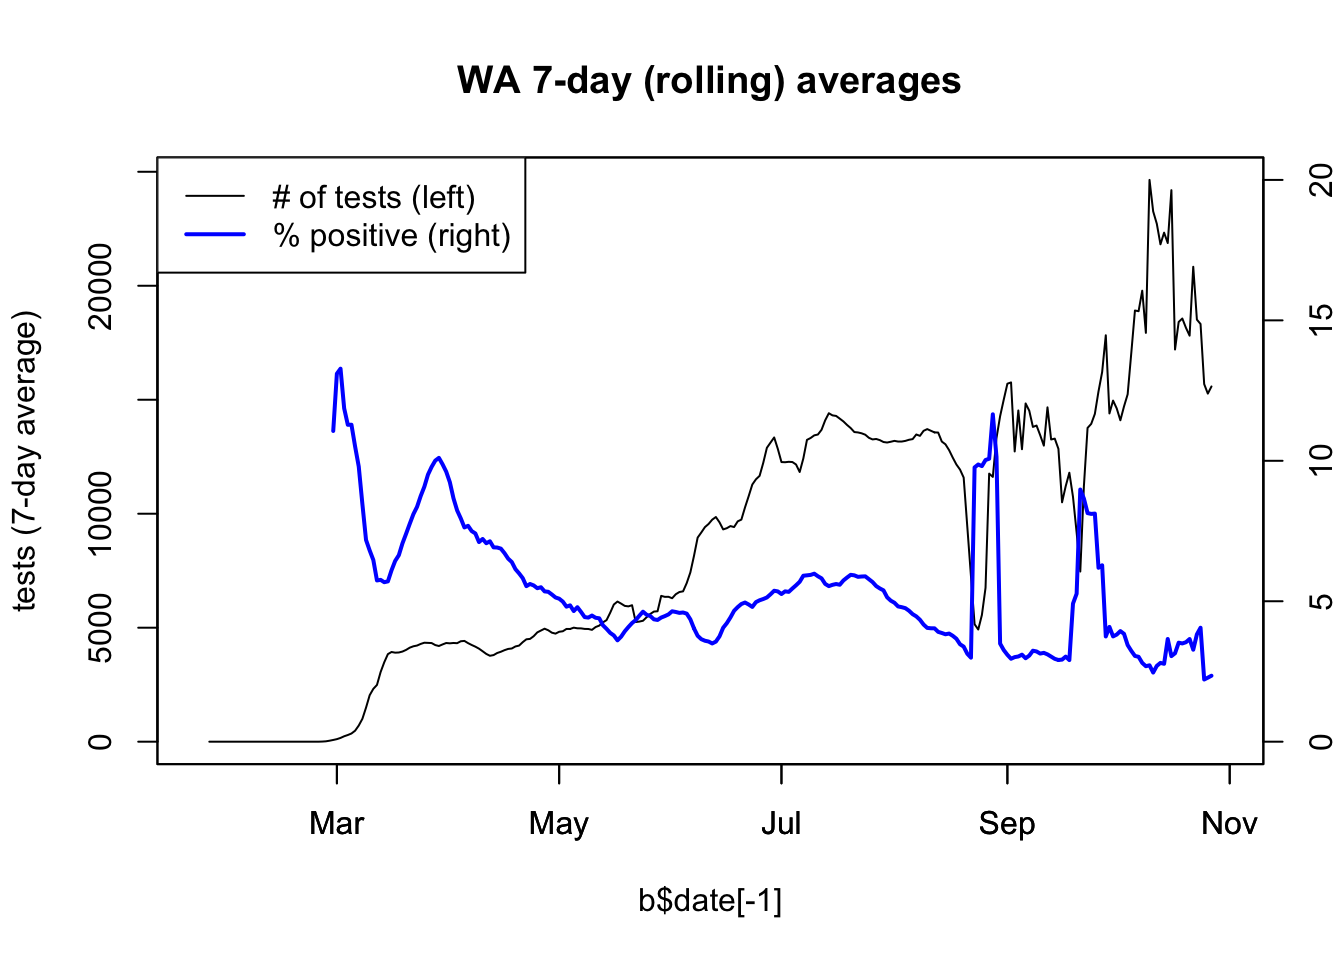 WA 7-day (rolling) averages
# of tests (left)
% positive (right)
tests (7-day average)
0
5000
10000
20000
0
5
10
15
20
Mar
May
Jul
Sep
Nov
b$date[-1]